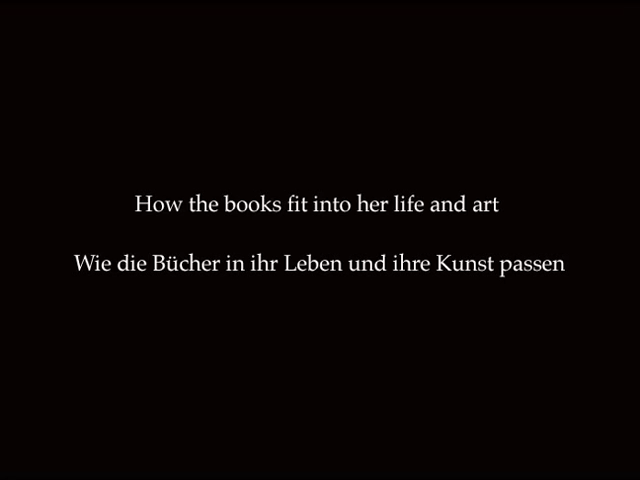 How the books fit into her life and art
Wie die Bücher in ihr Leben und ihre Kunst passen